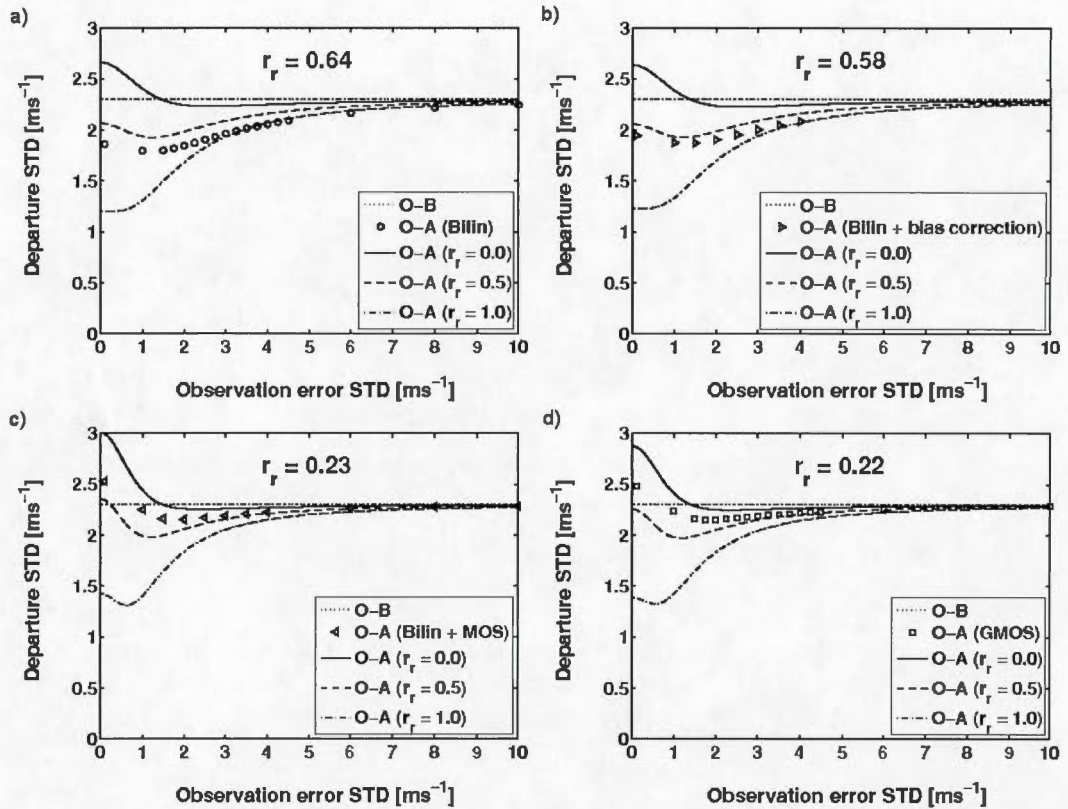 a)
r_r = 0.64
3
2.5
2
1.5
1
0.5
0
Departure STD [ms⁻¹]
O–B
O–A (Bilin)
O–A (r_r = 0.0)
O–A (r_r = 0.5)
O–A (r_r = 1.0)
0 1 2 3 4 5 6 7 8 9 10
Observation error STD [ms⁻¹]
b)
r_r = 0.58
3
2.5
2
1.5
1
0.5
0
Departure STD [ms⁻¹]
O–B
O–A (Bilin + bias correction)
O–A (r_r = 0.0)
O–A (r_r = 0.5)
O–A (r_r = 1.0)
0 1 2 3 4 5 6 7 8 9 10
Observation error STD [ms⁻¹]
c)
r_r = 0.23
3
2.5
2
1.5
1
0.5
0
Departure STD [ms⁻¹]
O–B
O–A (Bilin + MOS)
O–A (r_r = 0.0)
O–A (r_r = 0.5)
O–A (r_r = 1.0)
0 1 2 3 4 5 6 7 8 9 10
Observation error STD [ms⁻¹]
d)
r_r = 0.22
3
2.5
2
1.5
1
0.5
0
Departure STD [ms⁻¹]
O–B
O–A (GMOS)
O–A (r_r = 0.0)
O–A (r_r = 0.5)
O–A (r_r = 1.0)
0 1 2 3 4 5 6 7 8 9 10
Observation error STD [ms⁻¹]